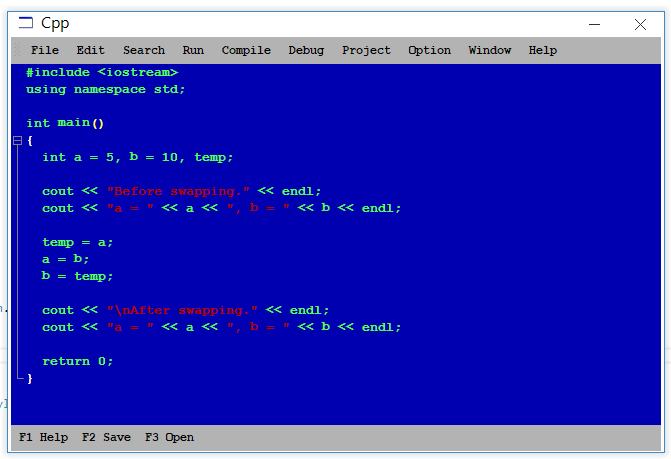 Cpp
File Edit Search Run Compile Debug Project Option Window Help
#include <iostream>
using namespace std;
int main()
{
int a = 5, b = 10, temp;
cout << "Before swapping." << endl;
cout << "a = " << a << ", b = " << b << endl;
temp = a;
a = b;
b = temp;
cout << "\nAfter swapping." << endl;
cout << "a = " << a << ", b = " << b << endl;
return 0;
}
F1 Help F2 Save F3 Open